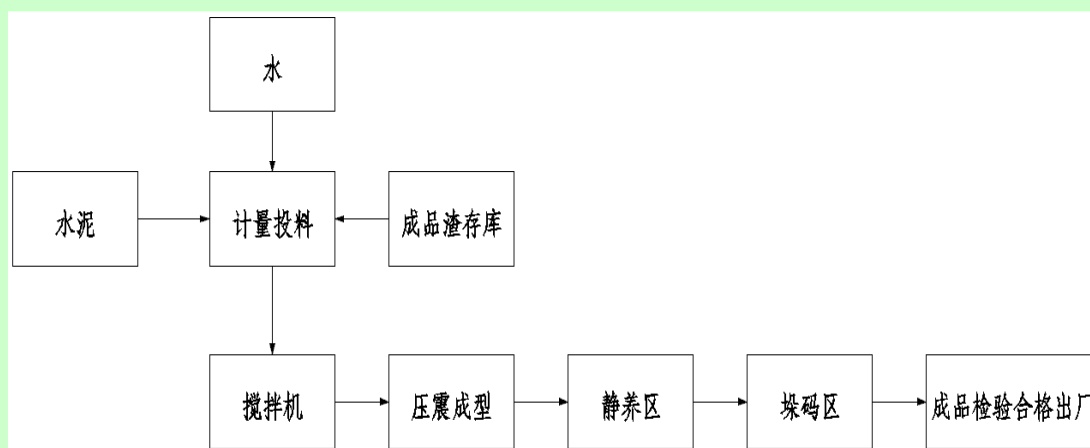 水
水泥
计量投料
成品渣存库
搅拌机
压震成型
静养区
垛码区
成品检验合格出厂